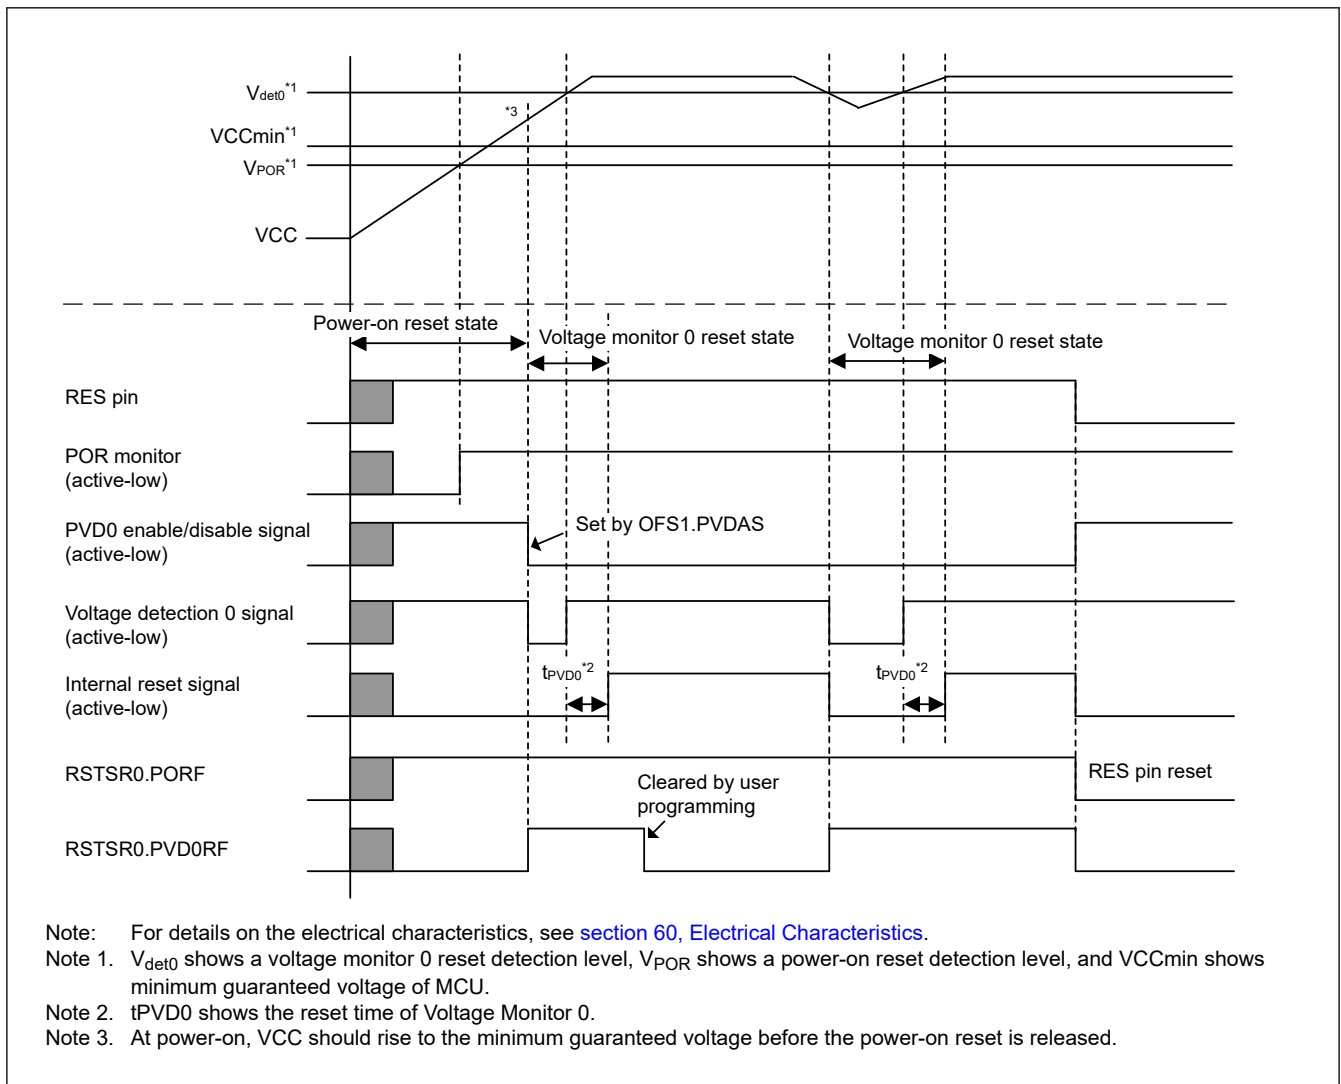 Vdet0*1
*3
VCCmin*1
VPOR*1
VCC
Power-on reset state
Voltage monitor 0 reset state
Voltage monitor 0 reset state
RES pin
POR monitor
(active-low)
PVD0 enable/disable signal
(active-low)
Set by OFS1.PVDAS
Voltage detection 0 signal
(active-low)
Internal reset signal
(active-low)
tPVD0*2
tPVD0*2
RSTSR0.PORF
RES pin reset
Cleared by user
programming
RSTSR0.PVD0RF
Note: For details on the electrical characteristics, see section 60, Electrical Characteristics.
Note 1. Vdet0 shows a voltage monitor 0 reset detection level, VPOR shows a power-on reset detection level, and VCCmin shows
minimum guaranteed voltage of MCU.
Note 2. tPVD0 shows the reset time of Voltage Monitor 0.
Note 3. At power-on, VCC should rise to the minimum guaranteed voltage before the power-on reset is released.